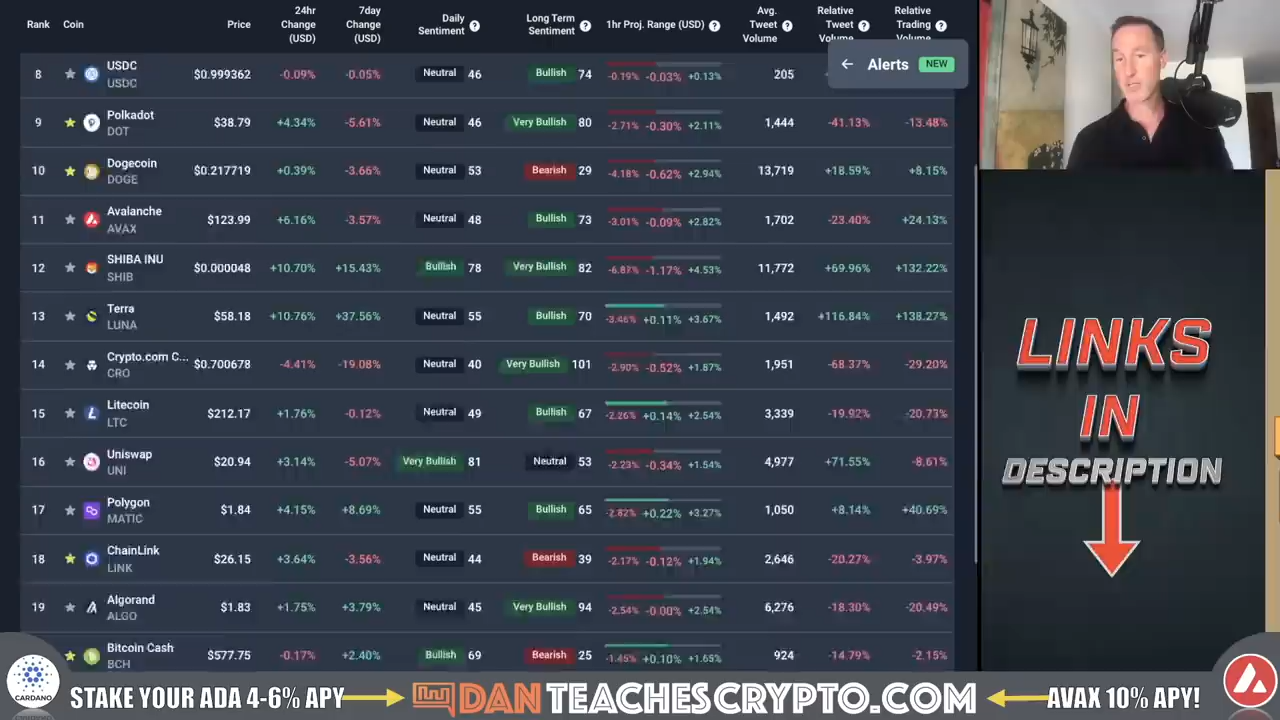 Rank Coin Price 24hr Change (USD) 7day Change (USD) Daily Sentiment ? Long Term Sentiment ? 1hr Proj. Range (USD) ? Avg. Tweet Volume ? Relative Tweet Volume ? Relative Trading Volume ?
← Alerts NEW
8 USDC USDC $0.999362 -0.09% -0.05% Neutral 46 Bullish 74 -0.19% -0.03% +0.13% 205
9 Polkadot DOT $38.79 +4.34% -5.61% Neutral 46 Very Bullish 80 -2.71% -0.30% +2.11% 1,444 -41.13% -13.48%
10 Dogecoin DOGE $0.217719 +0.39% -3.66% Neutral 53 Bearish 29 -4.18% -0.62% +2.94% 13,719 +18.59% +8.15%
11 Avalanche AVAX $123.99 +6.16% -3.57% Neutral 48 Bullish 73 -3.01% -0.09% +2.82% 1,702 -23.40% +24.13%
12 SHIBA INU SHIB $0.000048 +10.70% +15.43% Bullish 78 Very Bullish 82 -6.87% -1.17% +4.53% 11,772 +69.96% +132.22%
13 Terra LUNA $58.18 +10.76% +37.56% Neutral 55 Bullish 70 -3.46% +0.11% +3.67% 1,492 +116.84% +138.27%
14 Crypto.com C... CRO $0.700678 -4.41% -19.08% Neutral 40 Very Bullish 101 -2.90% -0.52% +1.87% 1,951 -68.37% -29.20%
15 Litecoin LTC $212.17 +1.76% -0.12% Neutral 49 Bullish 67 -2.26% +0.14% +2.54% 3,339 -19.92% -20.73%
16 Uniswap UNI $20.94 +3.14% -5.07% Very Bullish 81 Neutral 53 -2.23% -0.34% +1.54% 4,977 +71.55% -8.61%
17 Polygon MATIC $1.84 +4.15% +8.69% Neutral 55 Bullish 65 -2.82% +0.22% +3.27% 1,050 +8.14% +40.69%
18 ChainLink LINK $26.15 +3.64% -3.56% Neutral 44 Bearish 39 -2.17% -0.12% +1.94% 2,646 -20.27% -3.97%
19 Algorand ALGO $1.83 +1.75% +3.79% Neutral 45 Very Bullish 94 -2.54% -0.00% +2.54% 6,276 -18.30% -20.49%
Bitcoin Cash BCH $577.75 -0.17% +2.40% Bullish 69 Bearish 25 -1.45% +0.10% +1.65% 924 -14.79% -2.15%
LINKS
IN
DESCRIPTION
CARDANO
STAKE YOUR ADA 4-6% APY
DAN TEACHESCRYPTO.COM
AVAX 10% APY!